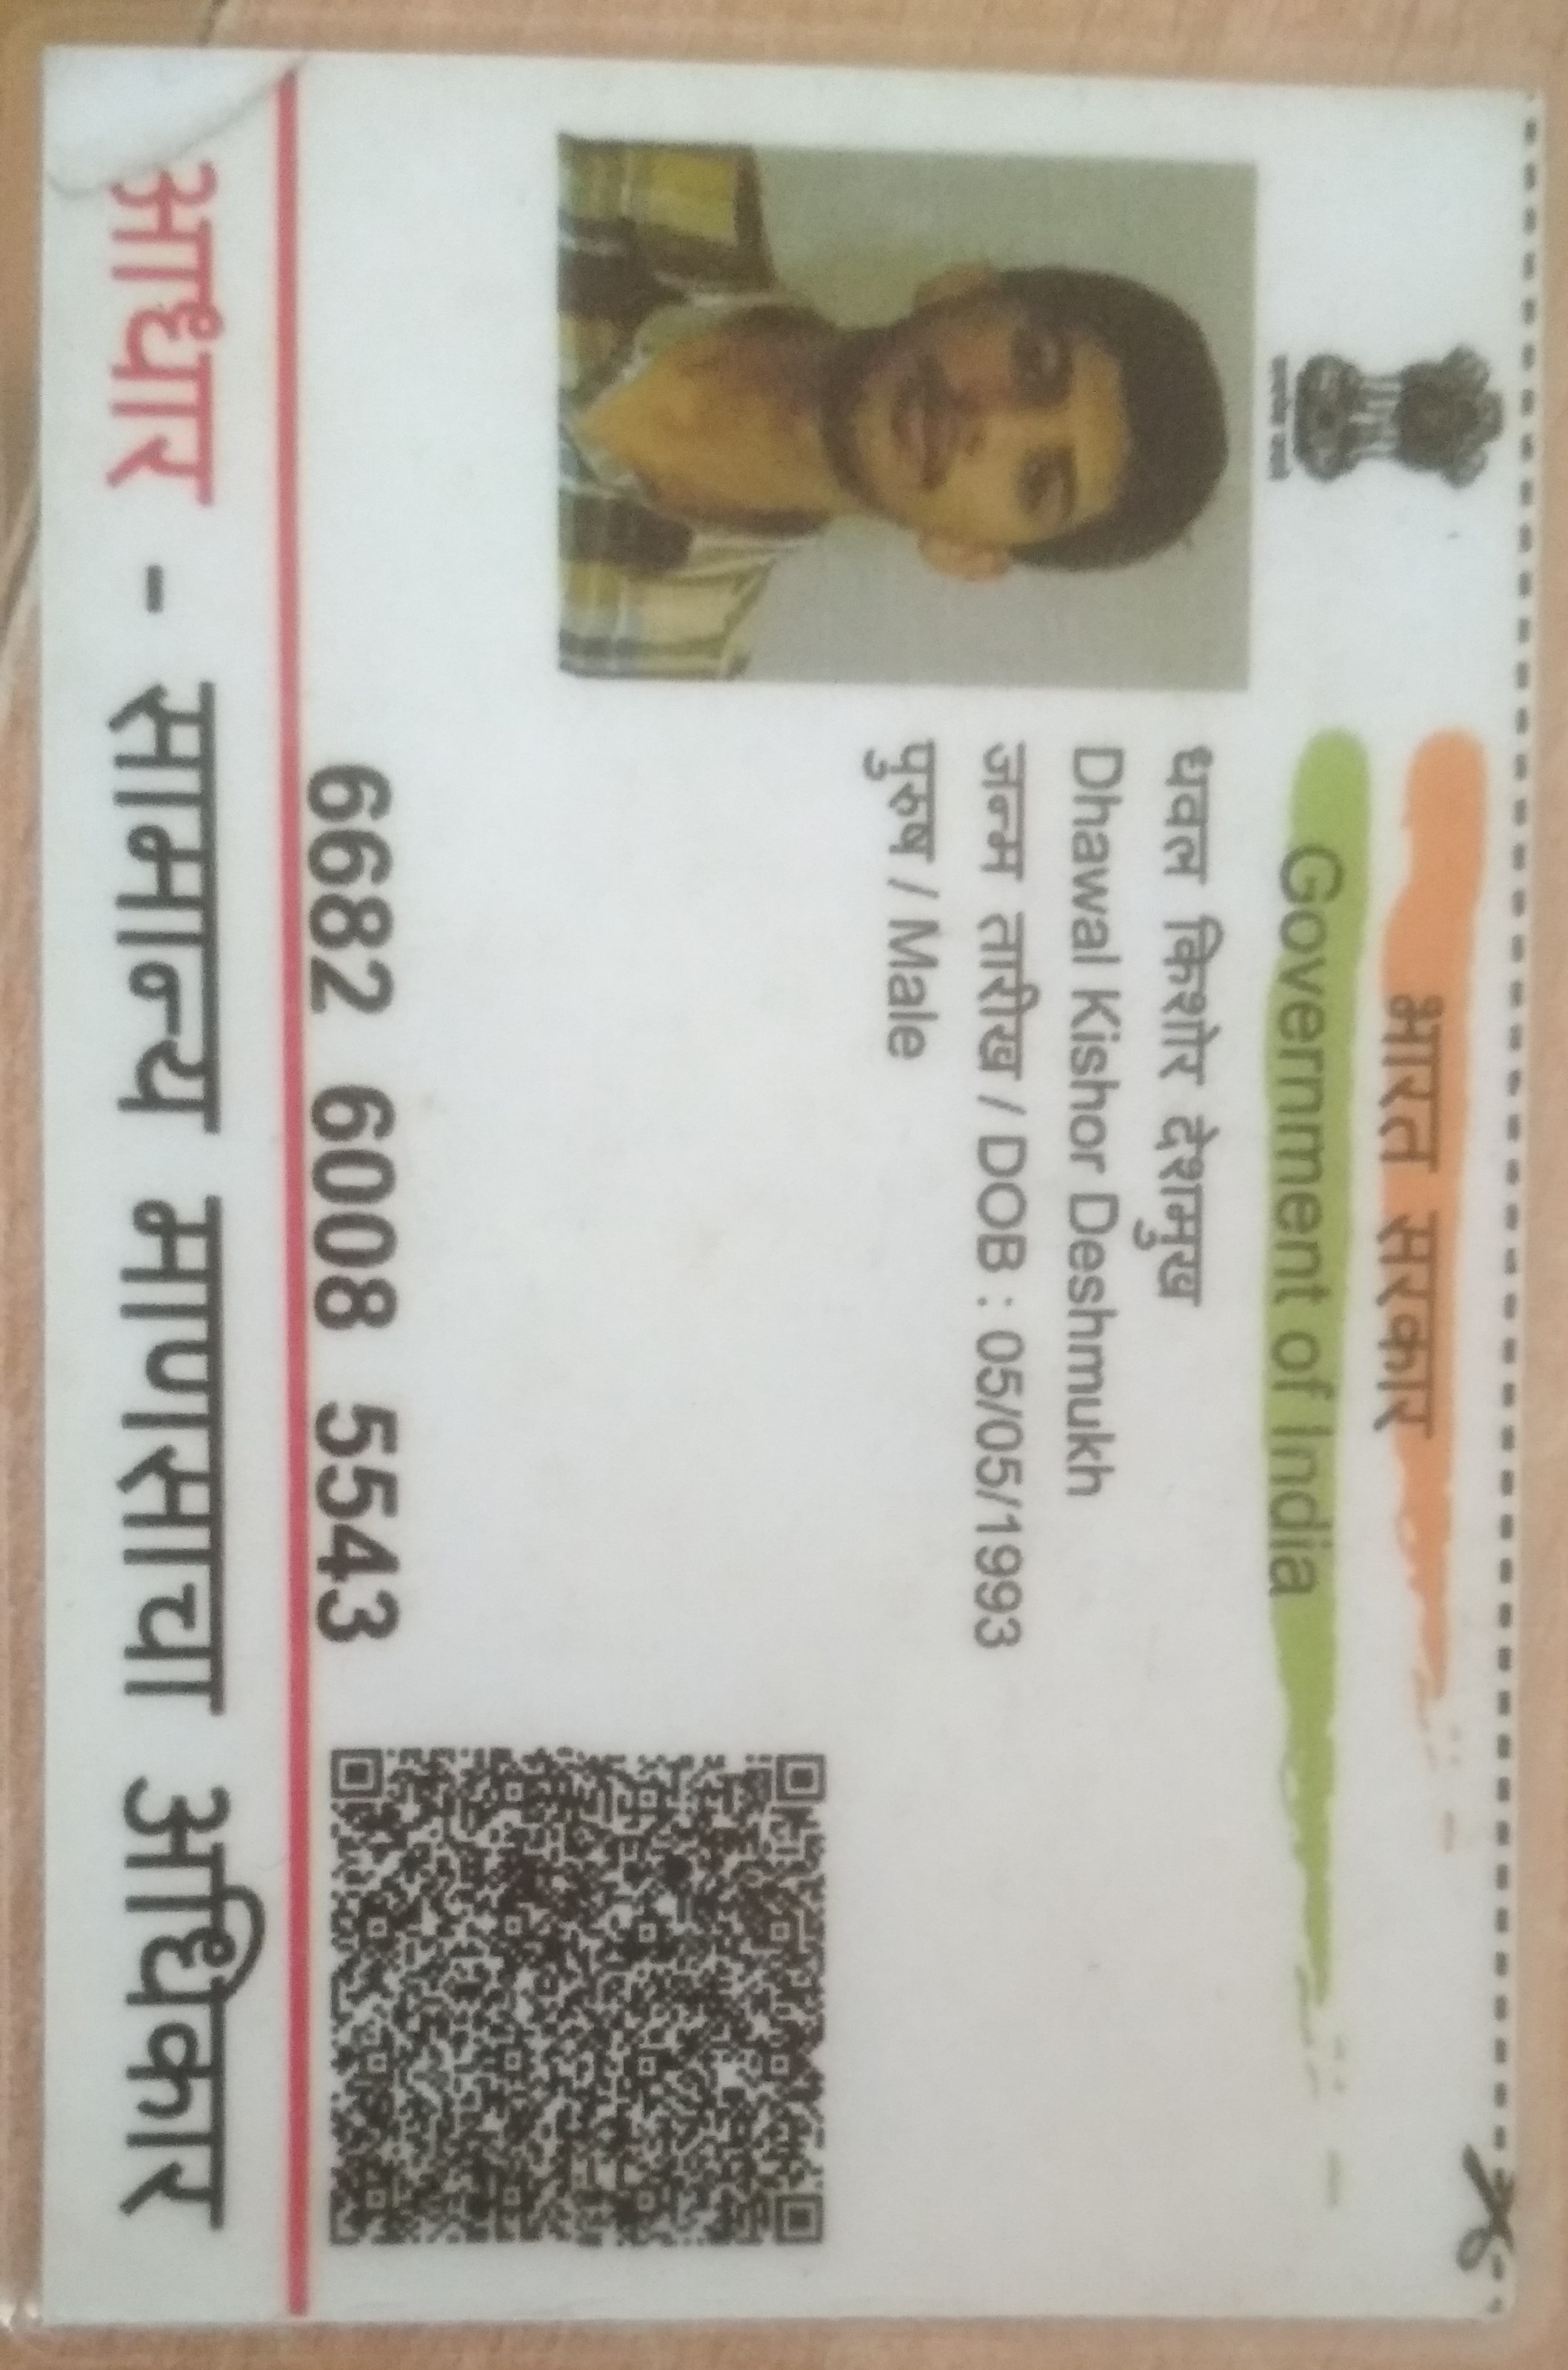 भारत सरकार
Government of India
धवल किशोर देशमुख
Dhawal Kishor Deshmukh
जन्म तारीख / DOB : 05/05/1993
पुरुष / Male
6682 6008 5543
आधार - सामान्य माणसाचा अधिकार